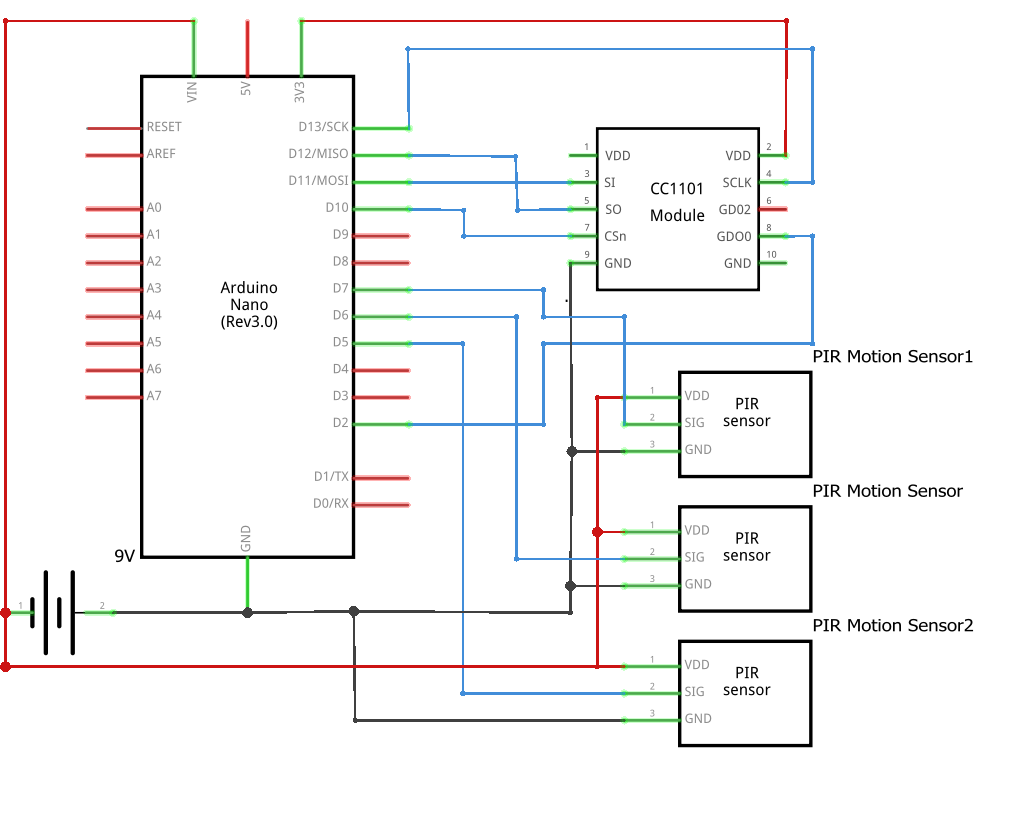 VIN
5V
3V3
RESET
AREF
A0
A1
A2
A3
A4
A5
A6
A7
Arduino
Nano
(Rev3.0)
D13/SCK
D12/MISO
D11/MOSI
D10
D9
D8
D7
D6
D5
D4
D3
D2
D1/TX
D0/RX
GND
9V
1
2
1 VDD
3 SI
5 SO
7 CSn
9 GND
CC1101
Module
VDD 2
SCLK 4
GD02 6
GDO0 8
GND 10
PIR Motion Sensor1
1 VDD
2 SIG
3 GND
PIR
sensor
PIR Motion Sensor
1 VDD
2 SIG
3 GND
PIR
sensor
PIR Motion Sensor2
1 VDD
2 SIG
3 GND
PIR
sensor